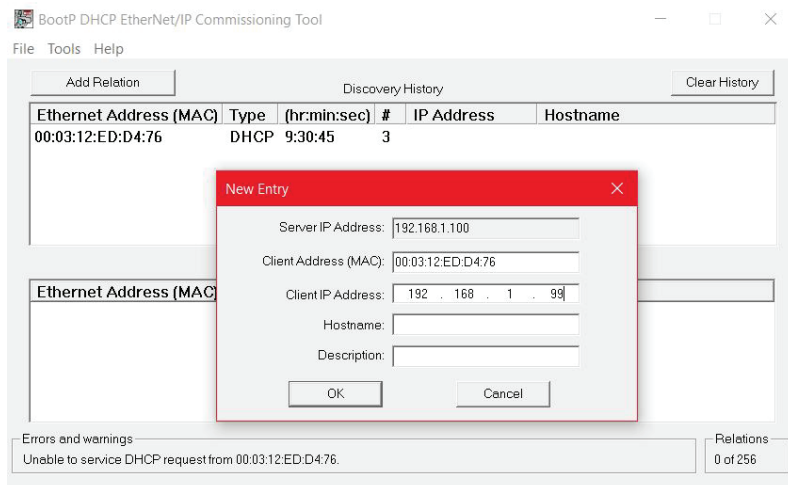 BootP DHCP EtherNet/IP Commissioning Tool
File Tools Help
Add Relation
Discovery History
Clear History
Ethernet Address (MAC) Type (hr:min:sec) # IP Address Hostname
00:03:12:ED:D4:76 DHCP 9:30:45 3
New Entry
Server IP Address: 192.168.1.100
Client Address (MAC): 00:03:12:ED:D4:76
Client IP Address: 192 . 168 . 1 . 99
Hostname:
Description:
OK Cancel
Ethernet Address (MAC)
Errors and warnings
Unable to service DHCP request from 00:03:12:ED:D4:76.
Relations
0 of 256